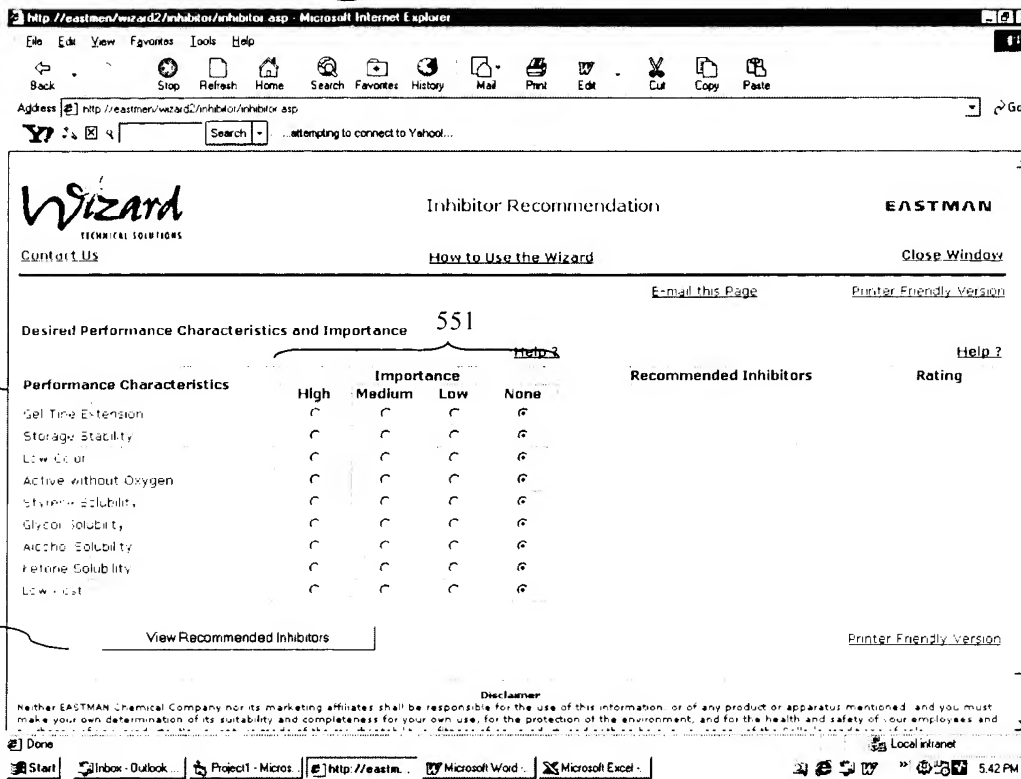 http //eastmen/wizard2/inhibitor/inhibitor asp - Microsoft Internet Explorer
File Edit View Favorites Tools Help
Back Stop Refresh Home Search Favorites History Mail Print Edit Cut Copy Paste
Address http //eastmen/wizard2/inhibitor/inhibitor asp Go
Y! Search ...attempting to connect to Yahoo!...
Wizard Inhibitor Recommendation EASTMAN
TECHNICAL SOLUTIONS
Contact Us How to Use the Wizard Close Window
E-mail this Page Printer Friendly Version
Desired Performance Characteristics and Importance 551
Help ? Help ?
Performance Characteristics Importance Recommended Inhibitors Rating
High Medium Low None
Gel Time Extension
Storage Stability
Low Color
Active without Oxygen
Styrene Solubility
Glycol Solubility
Alcohol Solubility
Ketone Solubility
Low Cost
View Recommended Inhibitors Printer Friendly Version
Disclaimer
Neither EASTMAN Chemical Company nor its marketing affiliates shall be responsible for the use of this information, or of any product or apparatus mentioned and you must
make your own determination of its suitability and completeness for your own use, for the protection of the environment, and for the health and safety of your employees and
Done Local intranet
Start Inbox - Outlook ... Project1 - Micros... http://eastm... Microsoft Word -... Microsoft Excel -... 5.42 PM